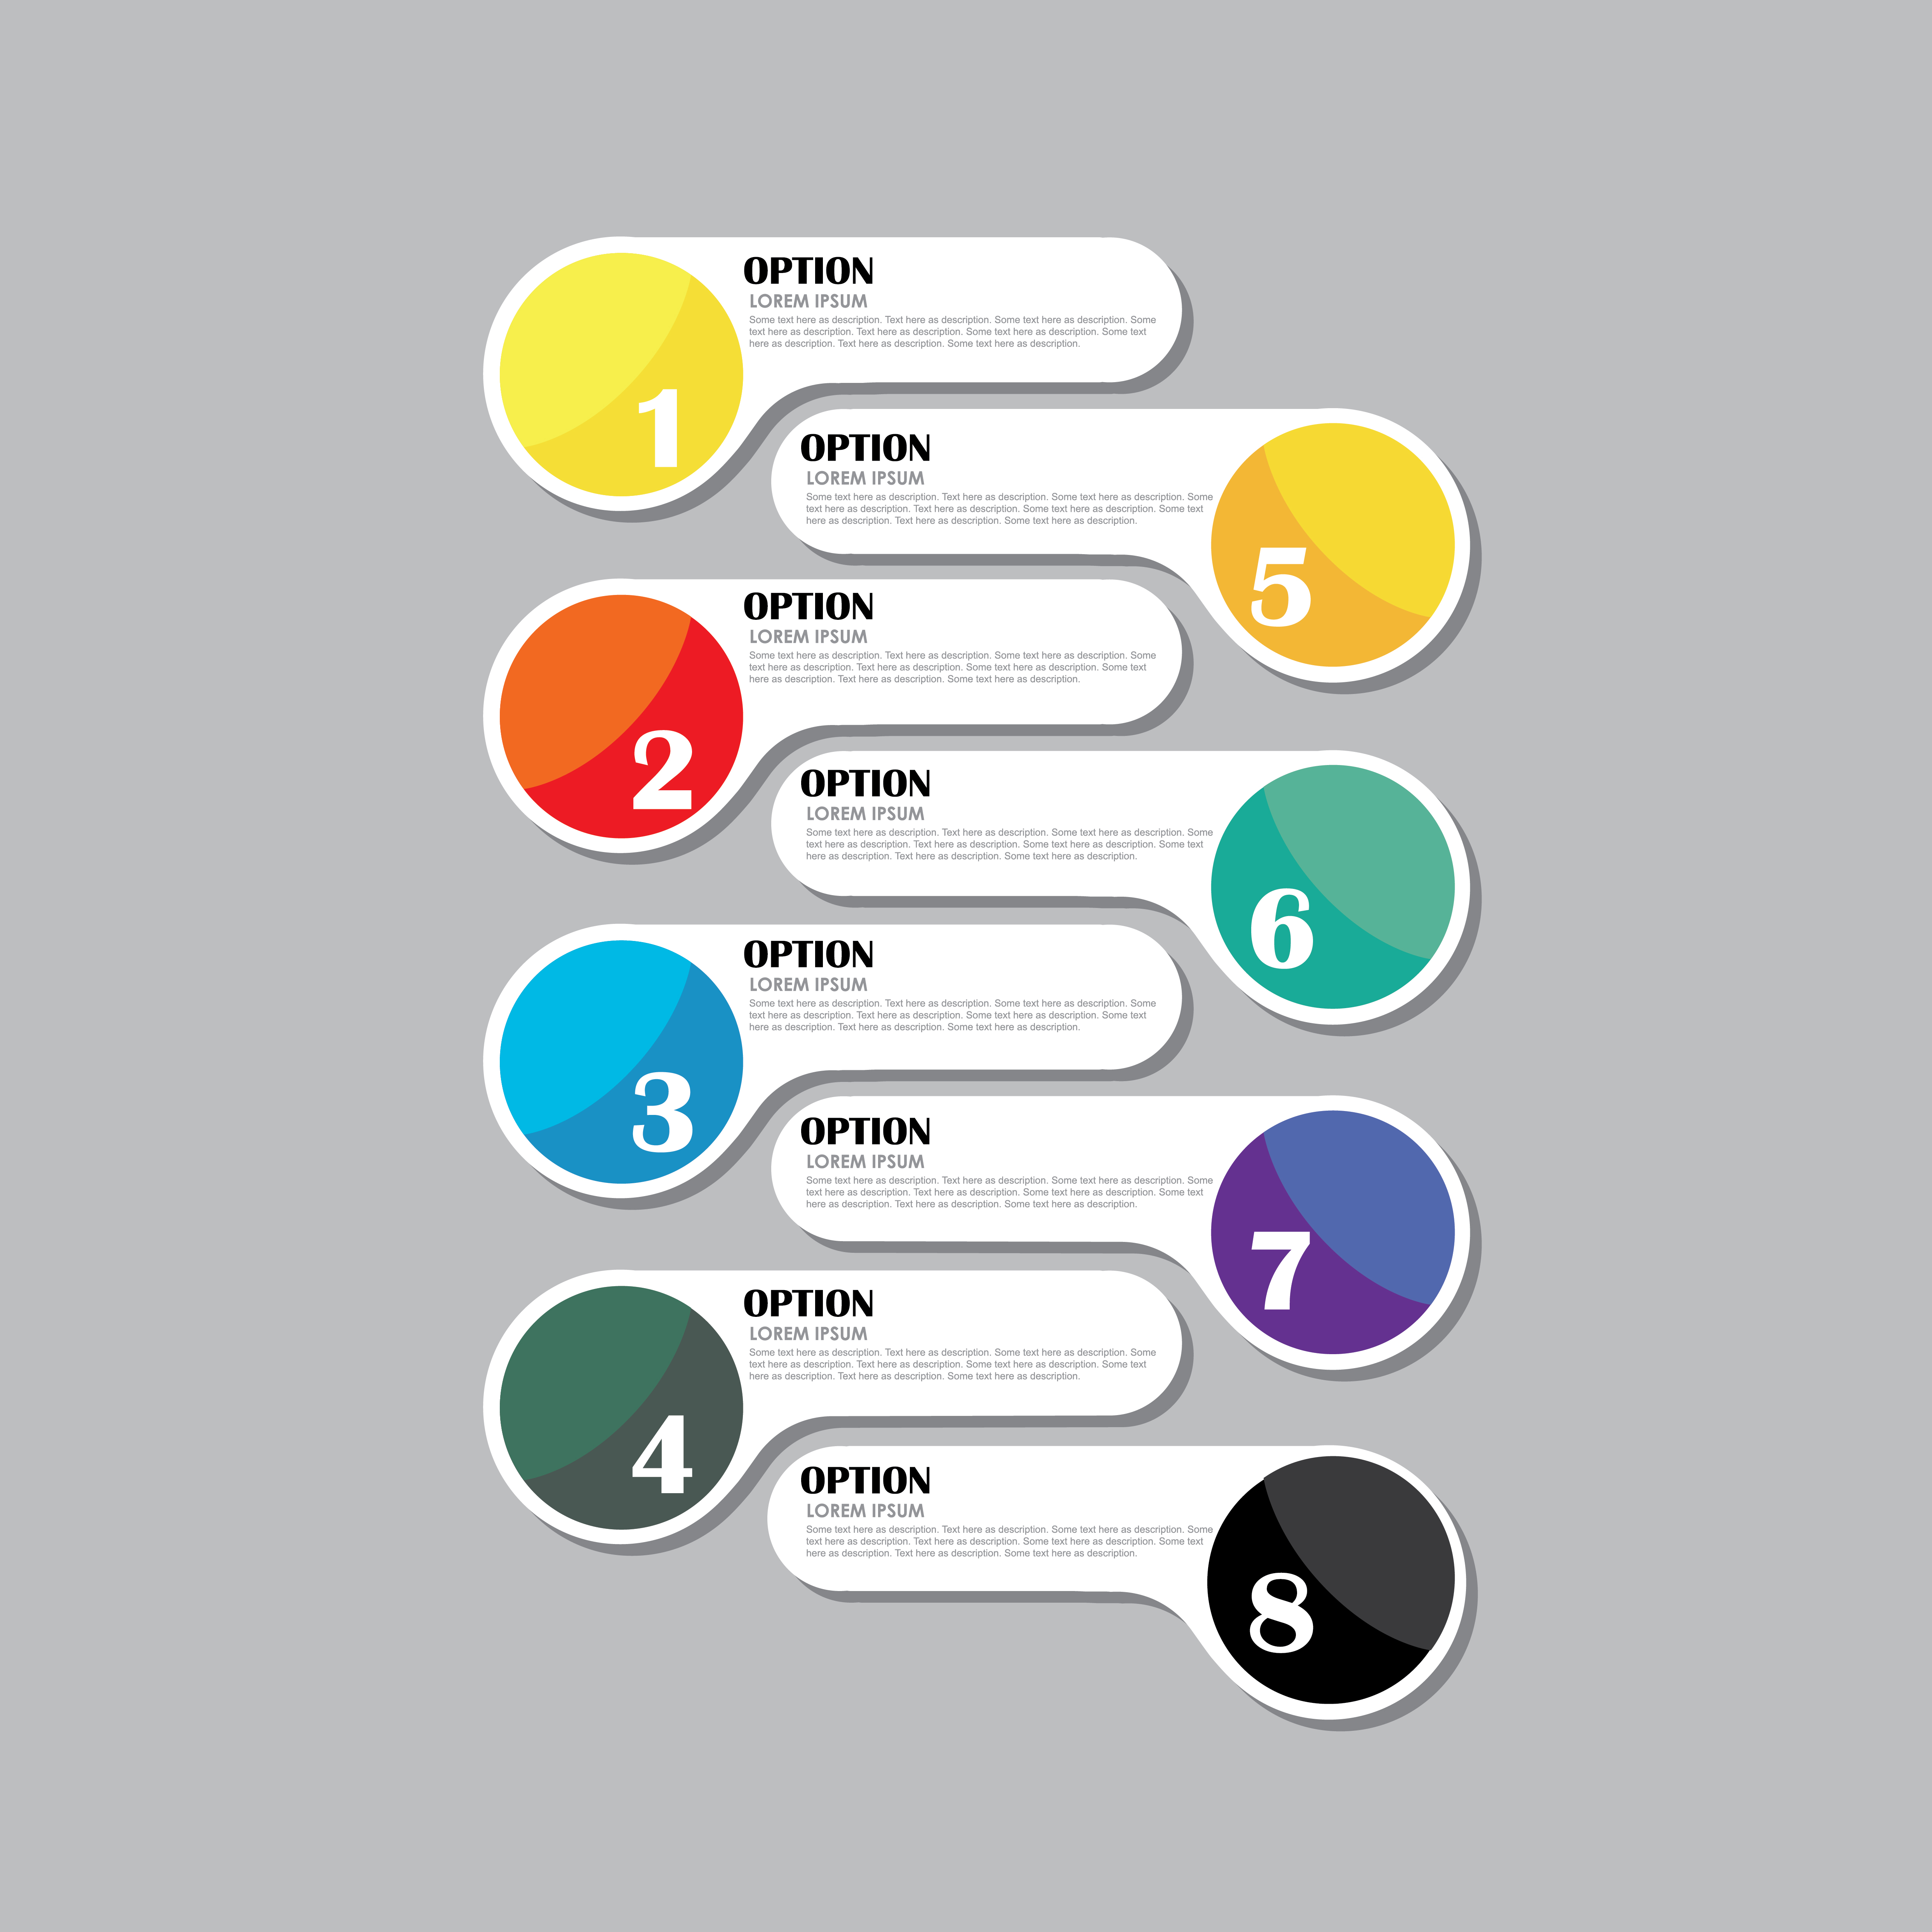 OPTION
LOREM IPSUM
Some text here as description. Text here as description. Some text here as description. Some
text here as description. Text here as description. Some text here as description. Some text
here as description. Text here as description. Some text here as description.
1
OPTION
LOREM IPSUM
Some text here as description. Text here as description. Some text here as description. Some
text here as description. Text here as description. Some text here as description. Some text
here as description. Text here as description. Some text here as description.
5
OPTION
LOREM IPSUM
Some text here as description. Text here as description. Some text here as description. Some
text here as description. Text here as description. Some text here as description. Some text
here as description. Text here as description. Some text here as description.
2
OPTION
LOREM IPSUM
Some text here as description. Text here as description. Some text here as description. Some
text here as description. Text here as description. Some text here as description. Some text
here as description. Text here as description. Some text here as description.
6
OPTION
LOREM IPSUM
Some text here as description. Text here as description. Some text here as description. Some
text here as description. Text here as description. Some text here as description. Some text
here as description. Text here as description. Some text here as description.
3
OPTION
LOREM IPSUM
Some text here as description. Text here as description. Some text here as description. Some
text here as description. Text here as description. Some text here as description. Some text
here as description. Text here as description. Some text here as description.
7
OPTION
LOREM IPSUM
Some text here as description. Text here as description. Some text here as description. Some
text here as description. Text here as description. Some text here as description. Some text
here as description. Text here as description. Some text here as description.
4
OPTION
LOREM IPSUM
Some text here as description. Text here as description. Some text here as description. Some
text here as description. Text here as description. Some text here as description. Some text
here as description. Text here as description. Some text here as description.
8